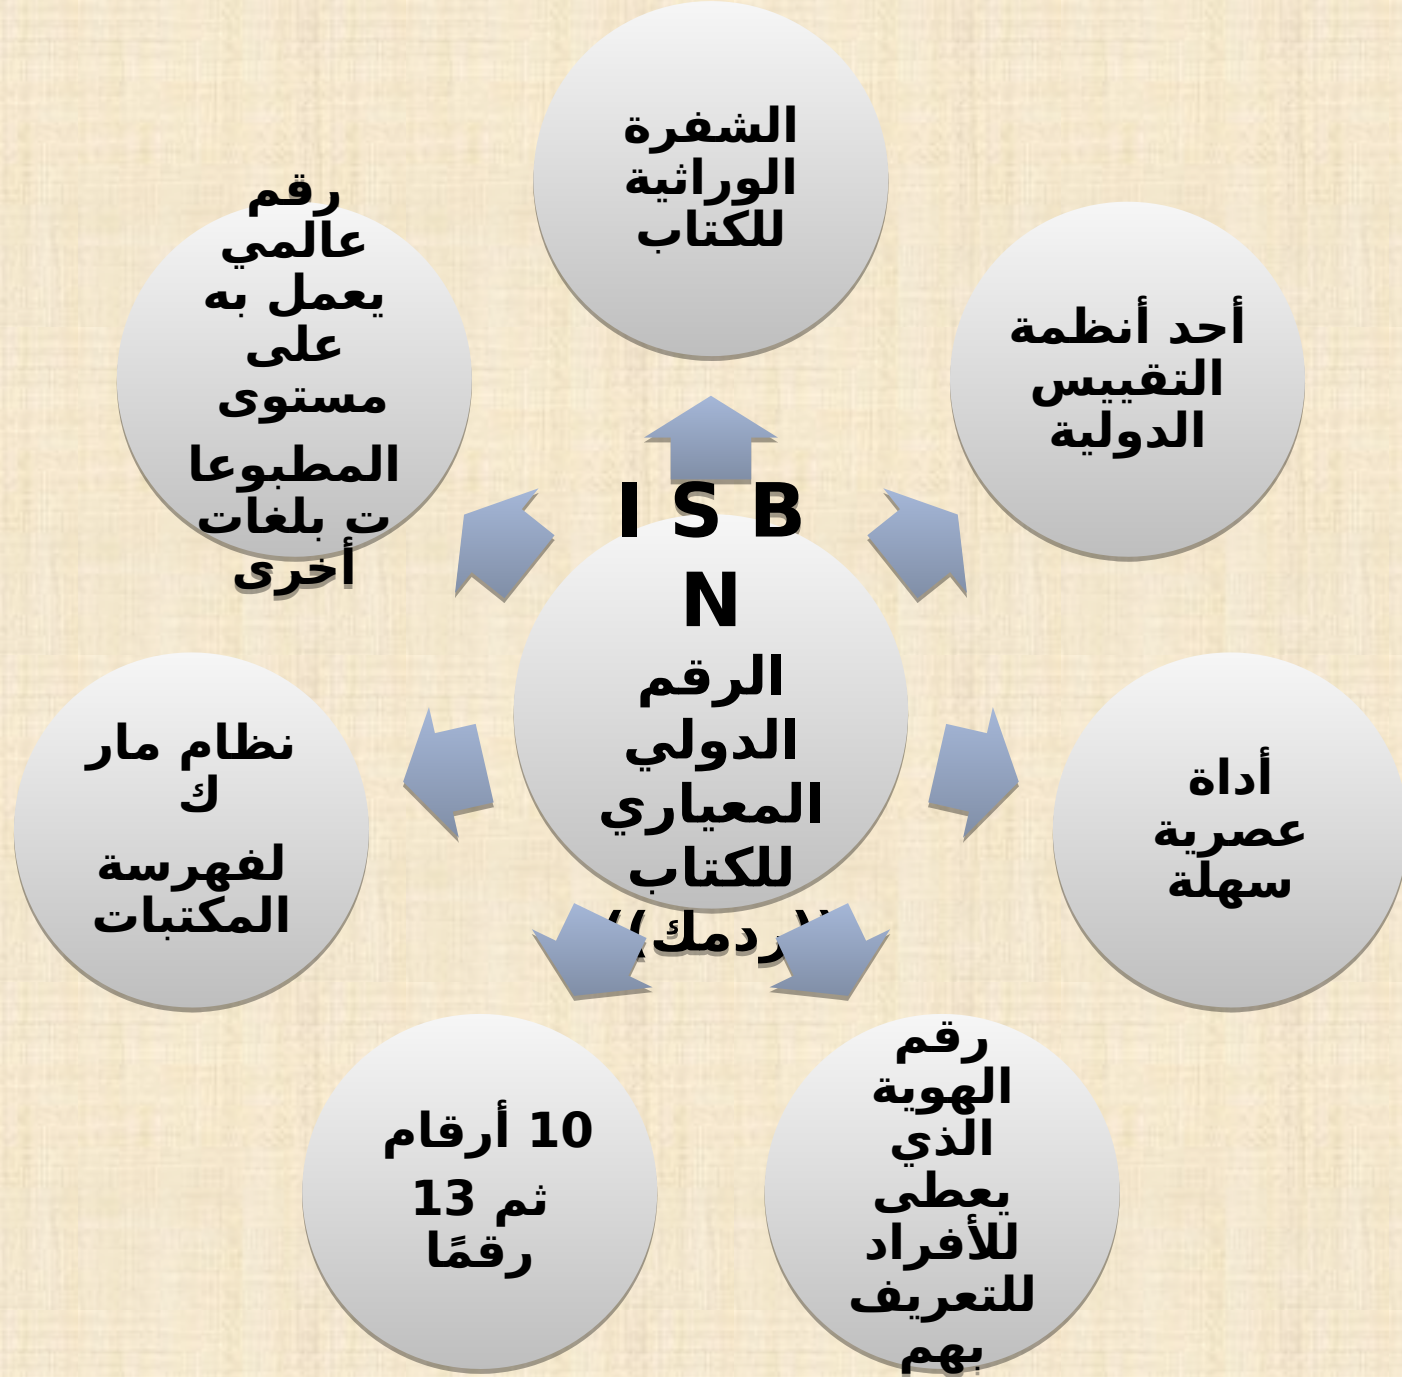 الشفرة
الوراثية
للكتاب
أحد أنظمة
التقييس
الدولية
أداة
عصرية
سهلة
رقم
الهوية
الذي
يعطى
للأفراد
للتعريف
بهم
10 أرقام
ثم 13
رقمًا
نظام مار
ك
لفهرسة
المكتبات
رقم
عالمي
يعمل به
على
مستوى
المطبوعا
ت بلغات
أخرى
I S B
N
الرقم
الدولي
المعياري
للكتاب
((ردمك))